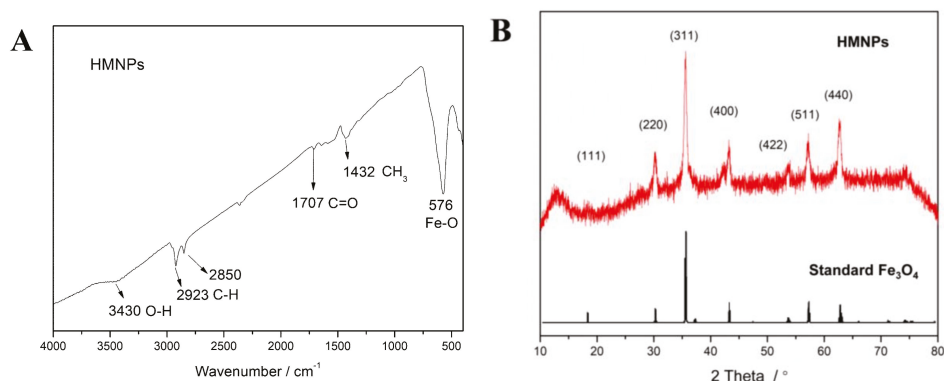 A
HMNPs
1432 CH₃
1707 C=O
576
Fe-O
2850
2923 C-H
3430 O-H
4000 3500 3000 2500 2000 1500 1000 500
Wavenumber / cm⁻¹
B
HMNPs
(311)
(440)
(511)
(400)
(220)
(422)
(111)
Standard Fe₃O₄
10 20 30 40 50 60 70 80
2 Theta / °